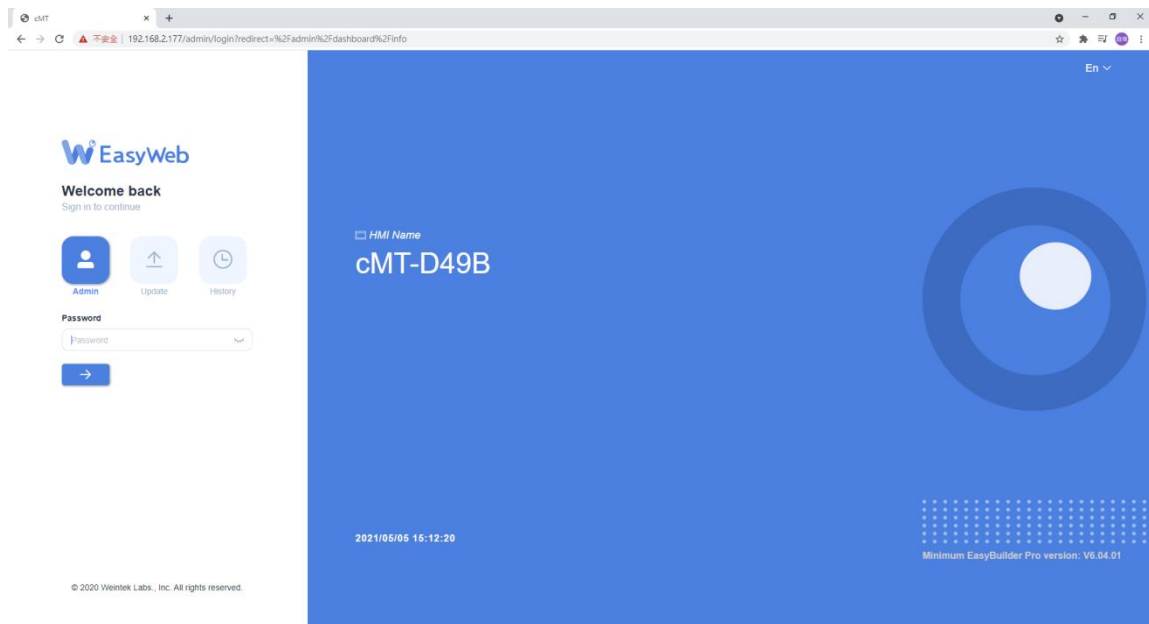 cMT
不安全 | 192.168.2.177/admin/login?redirect=%2Fadmin%2Fdashboard%2Finfo
En
EasyWeb
Welcome back
Sign in to continue
Admin Update History
Password
Password
HMI Name
cMT-D49B
2021/05/05 15:12:20
Minimum EasyBuilder Pro version: V6.04.01
© 2020 Weintek Labs., Inc. All rights reserved.